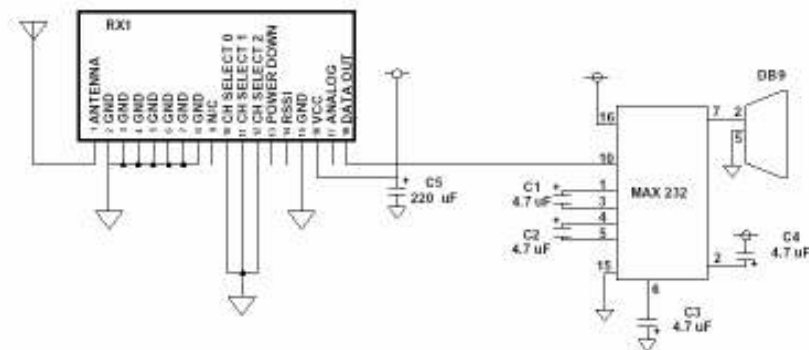 RX1
ANTENNA
GND
GND
GND
GND
GND
GND
GND
N/C
CH SELECT 0
CH SELECT 1
CH SELECT 2
POWER DOWN
RSSI
GND
VCC
ANALOG
DATA OUT
1
2
3
4
5
6
7
8
9
10
11
12
13
14
15
16
17
18
C5
220 uF
16
10
1
3
4
5
15
MAX 232
7
2
6
C1
4.7 uF
C2
4.7 uF
C3
4.7 uF
C4
4.7 uF
DB9
2
5